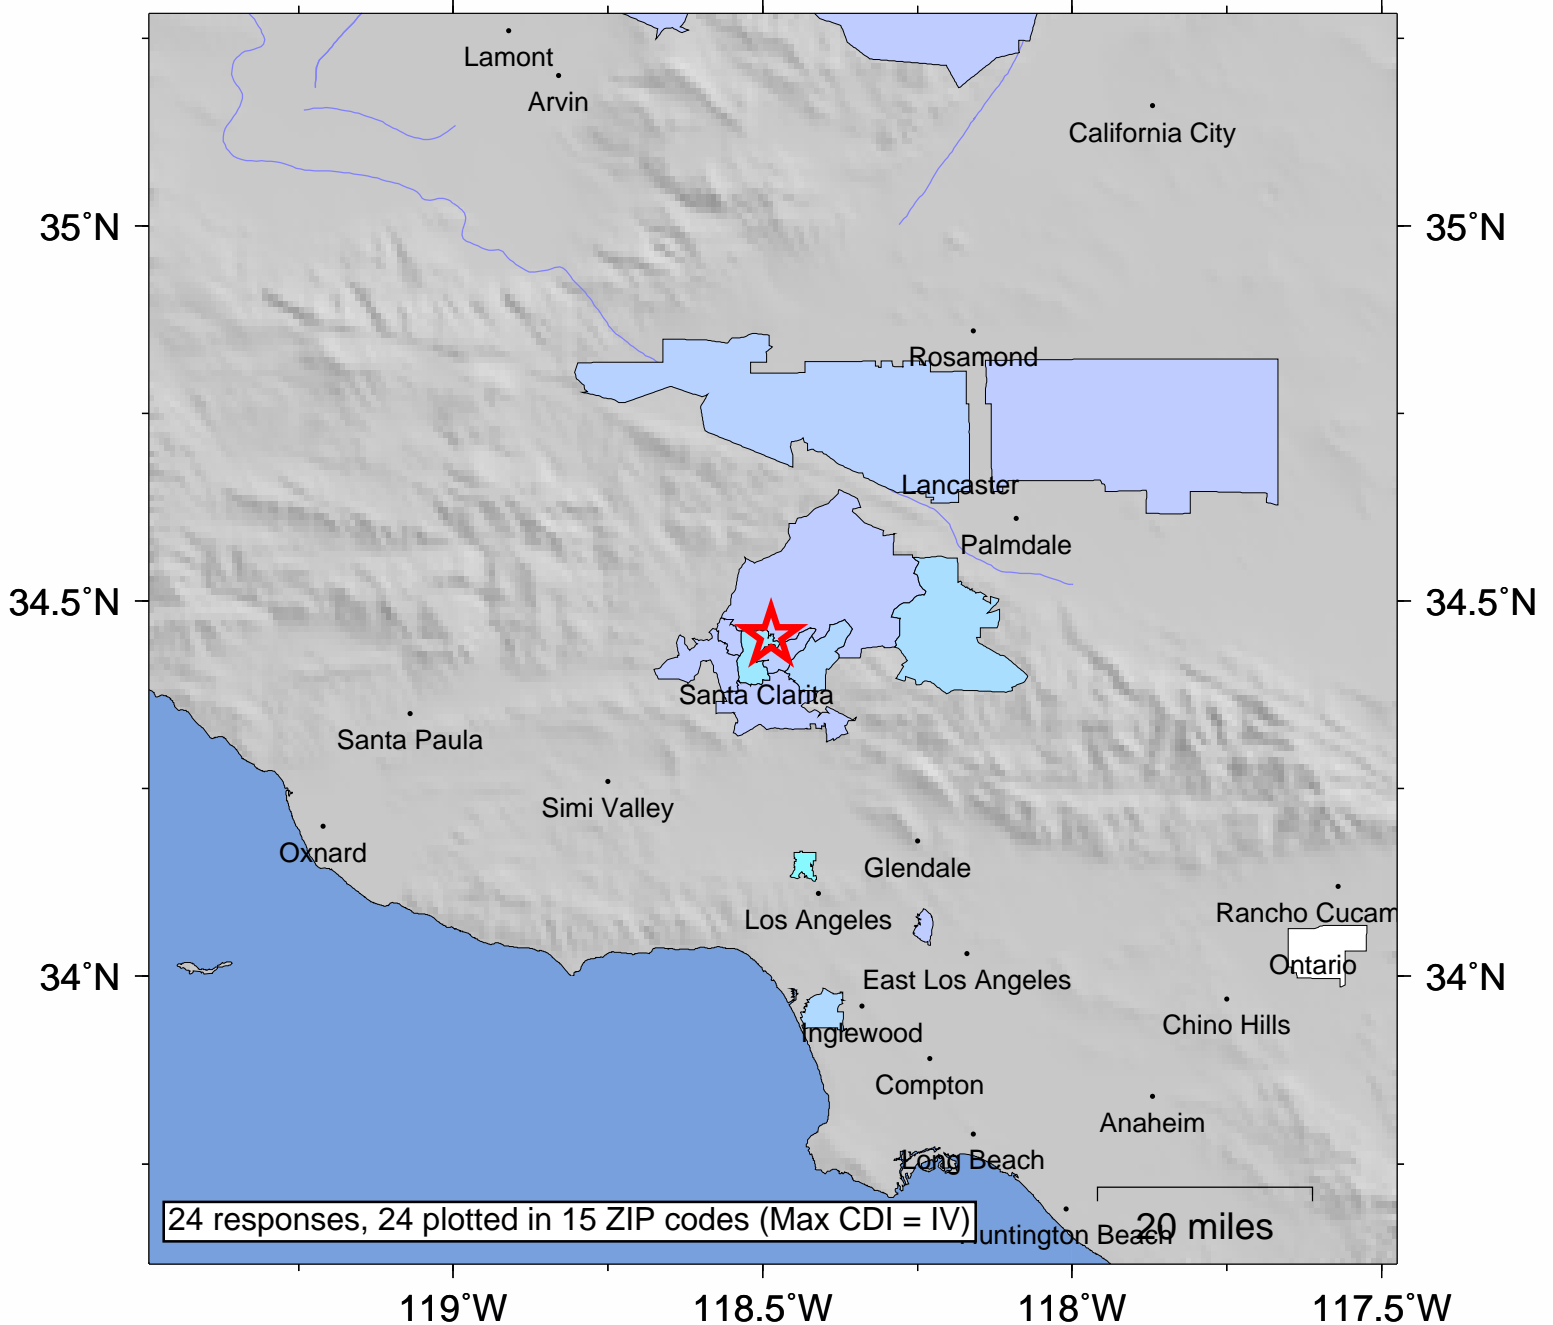 Lamont
Arvin
California City
35°N
35°N
Rosamond
Lancaster
Palmdale
34.5°N
34.5°N
Santa Clarita
Santa Paula
Simi Valley
Oxnard
Glendale
Los Angeles
Rancho Cucam
34°N
East Los Angeles
Ontario
34°N
Inglewood
Chino Hills
Compton
Anaheim
Long Beach
24 responses, 24 plotted in 15 ZIP codes (Max CDI = IV)
Huntington Beach
20 miles
119°W
118.5°W
118°W
117.5°W